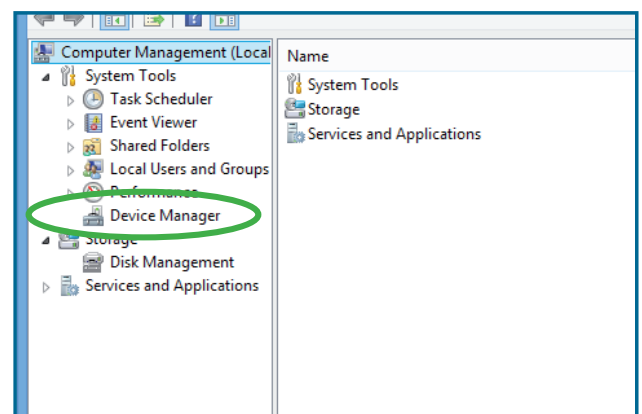 Computer Management (Local
System Tools
Task Scheduler
Event Viewer
Shared Folders
Local Users and Groups
Performance
Device Manager
Storage
Disk Management
Services and Applications
Name
System Tools
Storage
Services and Applications